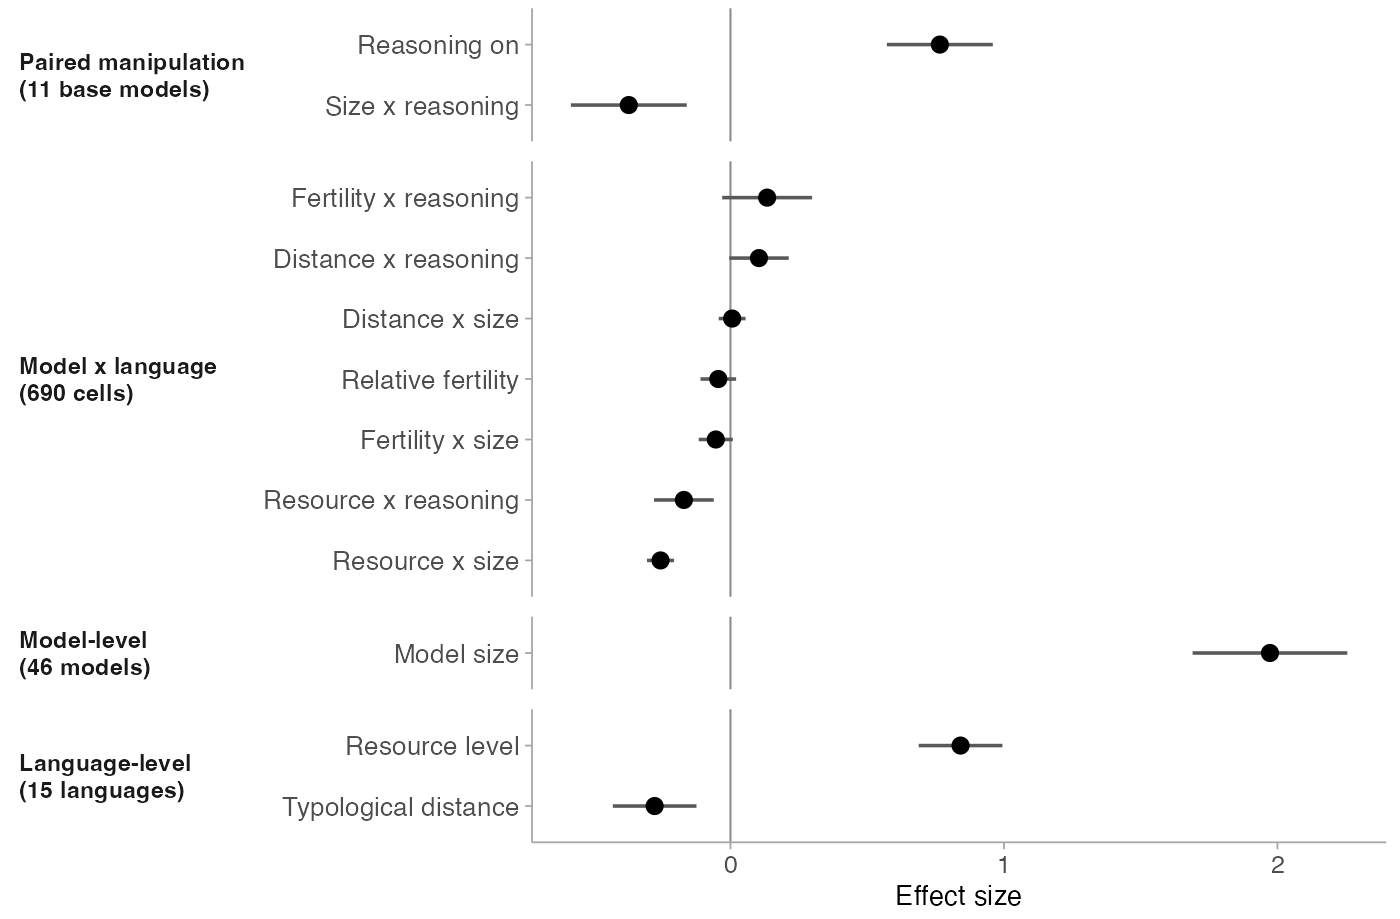 Paired manipulation
(11 base models)
Reasoning on
Size x reasoning
Model x language
(690 cells)
Fertility x reasoning
Distance x reasoning
Distance x size
Relative fertility
Fertility x size
Resource x reasoning
Resource x size
Model-level
(46 models)
Model size
Language-level
(15 languages)
Resource level
Typological distance
0 1 2
Effect size